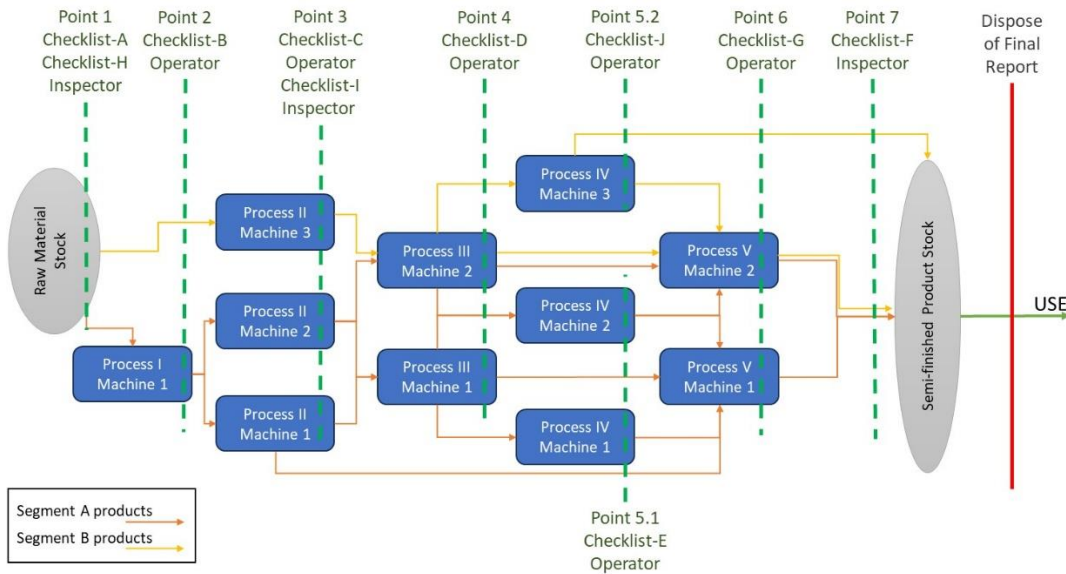 Point 1
Checklist-A
Checklist-H
Inspector
Point 2
Checklist-B
Operator
Point 3
Checklist-C
Operator
Checklist-I
Inspector
Point 4
Checklist-D
Operator
Point 5.2
Checklist-J
Operator
Point 6
Checklist-G
Operator
Point 7
Checklist-F
Inspector
Dispose
of Final
Report
Raw Material
Stock
Process I
Machine 1
Process II
Machine 3
Process II
Machine 2
Process II
Machine 1
Process III
Machine 2
Process III
Machine 1
Process IV
Machine 3
Process IV
Machine 2
Process IV
Machine 1
Process V
Machine 2
Process V
Machine 1
Semi-finished Product Stock
USE
Point 5.1
Checklist-E
Operator
Segment A products
Segment B products